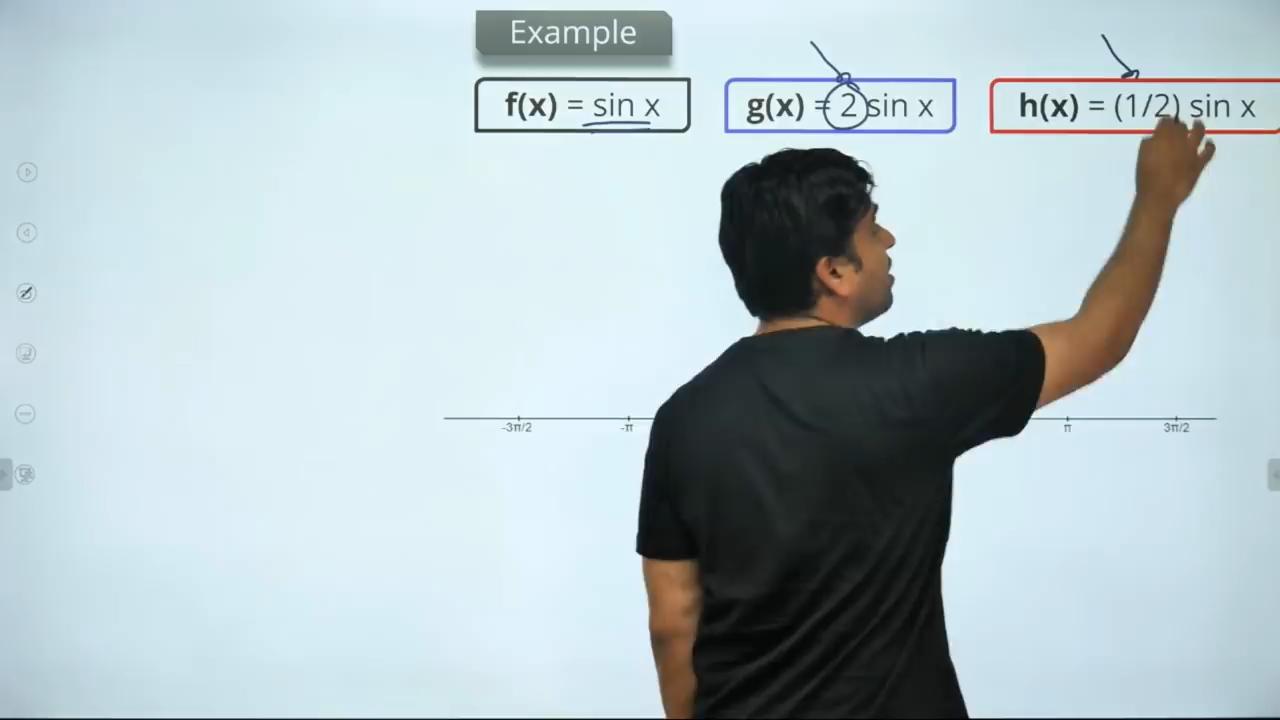 Example
f(x) = sin x
g(x) = 2 sin x
h(x) = (1/2) sin x
-3π/2 -π π 3π/2